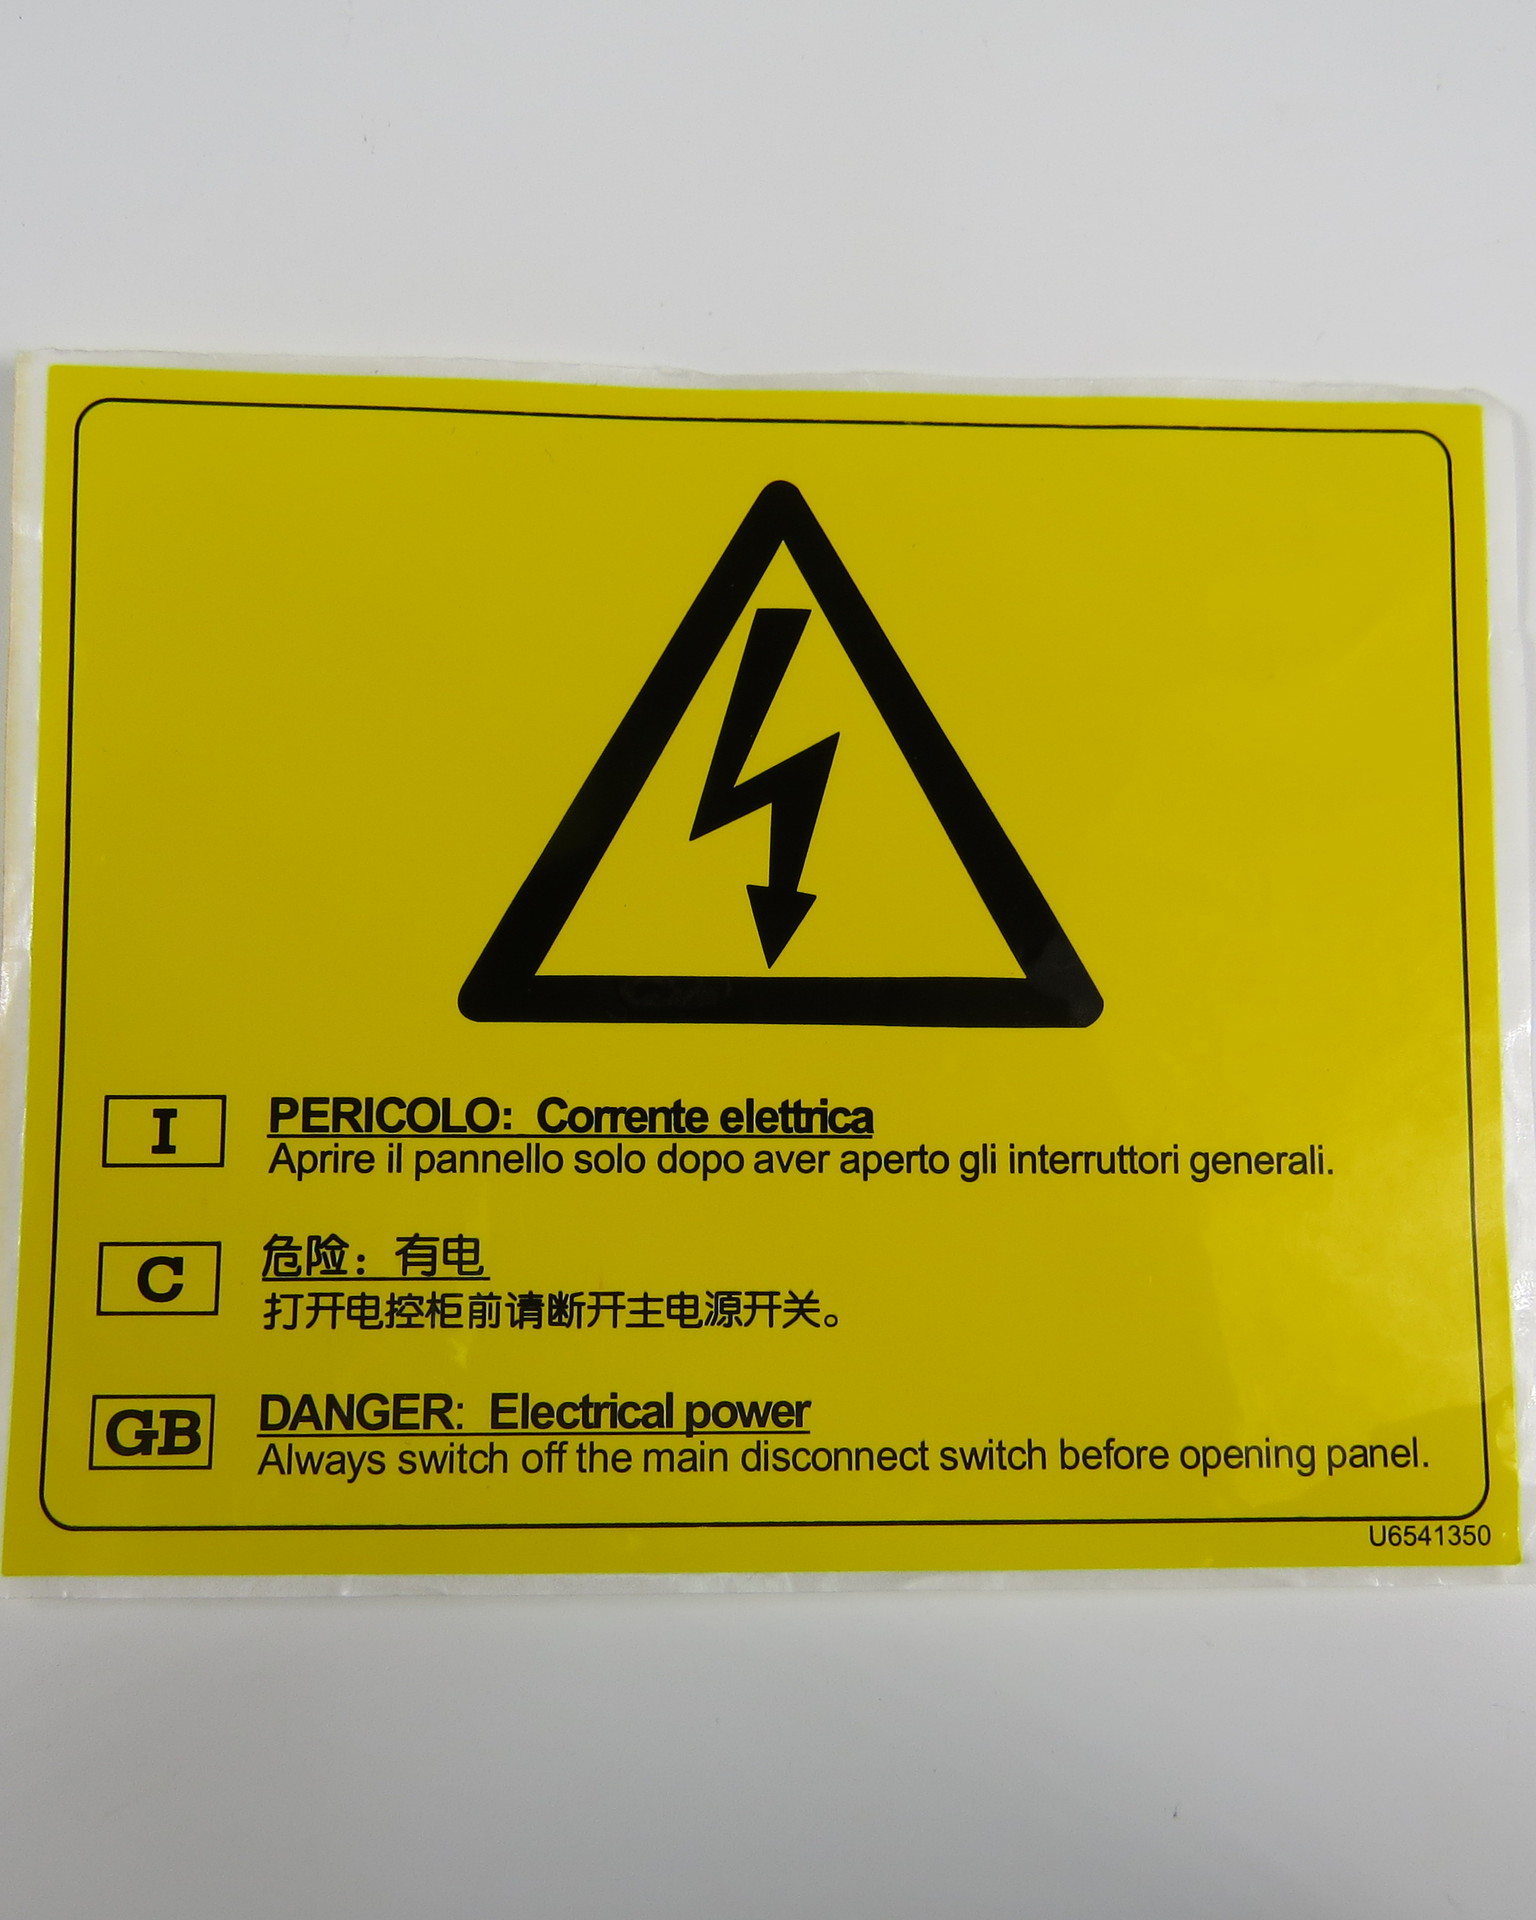 I
PERICOLO: Corrente elettrica
Aprire il pannello solo dopo aver aperto gli interruttori generali.
C
危险：有电
打开电控柜前请断开主电源开关。
GB
DANGER: Electrical power
Always switch off the main disconnect switch before opening panel.
U6541350